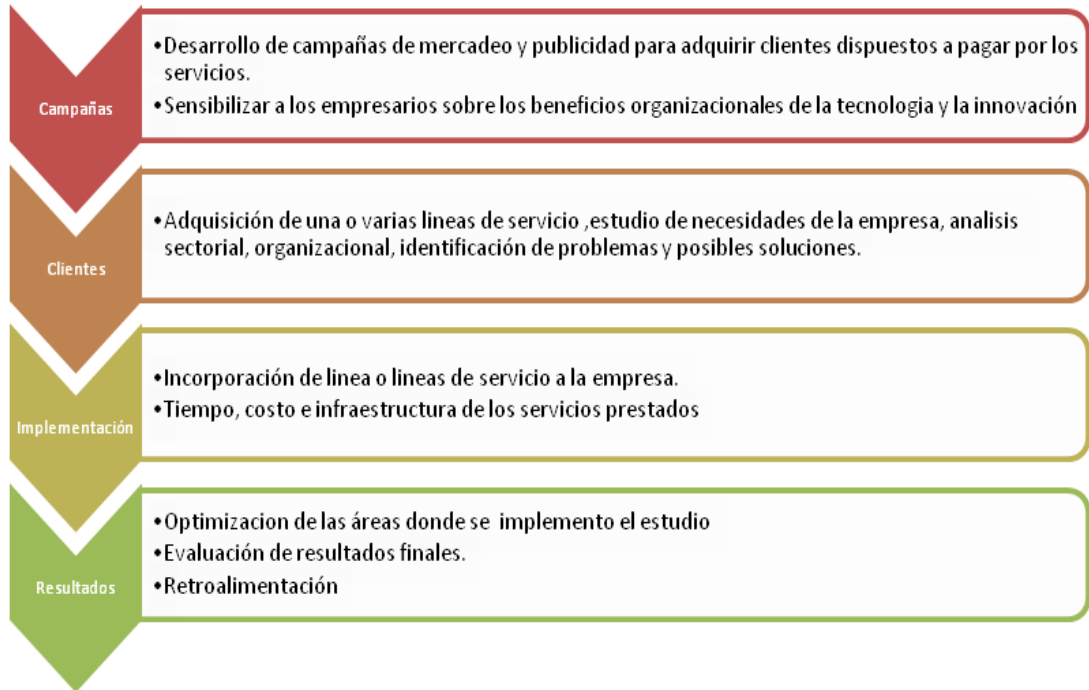 •Desarrollo de campañas de mercadeo y publicidad para adquirir clientes dispuestos a pagar por los
servicios.
•Sensibilizar a los empresarios sobre los beneficios organizacionales de la tecnologia y la innovación
Campañas
•Adquisición de una o varias lineas de servicio ,estudio de necesidades de la empresa, analisis
sectorial, organizacional, identificación de problemas y posibles soluciones.
Clientes
•Incorporación de linea o lineas de servicio a la empresa.
•Tiempo, costo e infraestructura de los servicios prestados
Implementación
•Optimizacion de las áreas donde se implemento el estudio
•Evaluación de resultados finales.
•Retroalimentación
Resultados